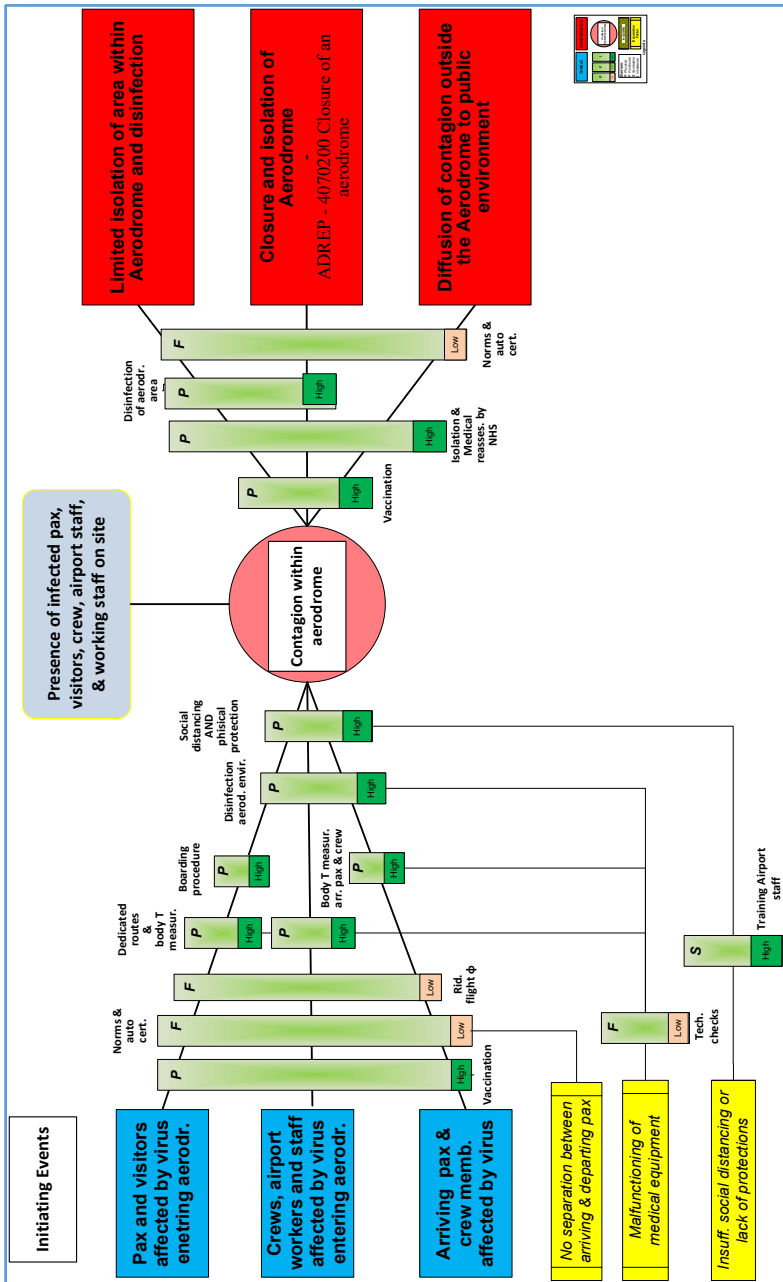 Initiating Events
Pax and visitors
affected by virus
enetring aerodr.
Crews, airport
workers and staff
affected by virus
entering aerodr.
Arriving pax &
crew memb.
affected by virus
No separation between
arriving & departing pax
Malfunctioning of
medical equipment
Insuff. social distancing or
lack of protections
P
High
Vaccination
Norms &
auto
cert.
F
Low
F
Low
Rid.
flight ф
Dedicated
routes
&
body T
measur.
P
High
P
High
Boarding
procedure
P
High
Body T measur.
arr. pax & crew
P
High
Disinfection
aerod. envir.
P
High
Social
distancing
AND
phisical
protection
P
High
F
Low
Tech.
checks
S
High
Training Airport
staff
Presence of infected pax,
visitors, crew, airport staff,
& working staff on site
Contagion within
aerodrome
P
High
Vaccination
P
High
Isolation &
Medical
reasses. by
NHS
Disinfection
of aerodr.
area
P
High
F
Low
Norms &
auto
cert.
Limited isolation of area within
Aerodrome and disinfection
Closure and isolation of
Aerodrome
-
ADREP - 4070200 Closure of an
aerodrome
Diffusion of contagion outside
the Aerodrome to public
environment